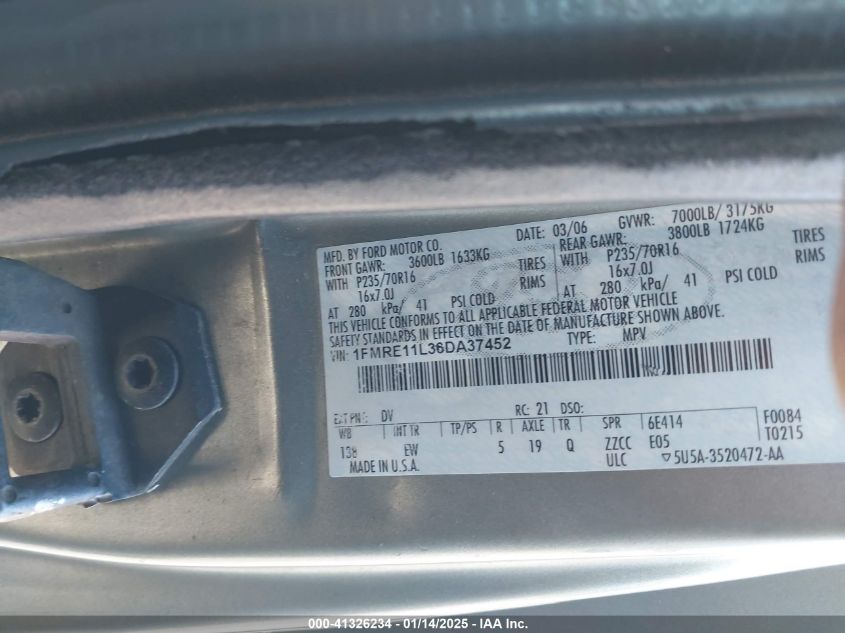 MFD. BY FORD MOTOR CO. DATE: 03/06 GVWR: 7000LB/ 3175KG
FRONT GAWR: 3600LB 1633KG REAR GAWR: 3800LB 1724KG
WITH P235/70R16 TIRES WITH P235/70R16 TIRES
16x7.0J RIMS 16x7.0J RIMS
AT 280 kPa/ 41 PSI COLD AT 280 kPa/ 41 PSI COLD
THIS VEHICLE CONFORMS TO ALL APPLICABLE FEDERAL MOTOR VEHICLE
SAFETY STANDARDS IN EFFECT ON THE DATE OF MANUFACTURE SHOWN ABOVE.
VIN: 1FMRE11L36DA37452 TYPE: MPV
EXT PNT: DV RC: 21 DSO:
WB INT TR TP/PS R AXLE TR SPR 6E414 F0084
138 EW 5 19 Q ZZCC E05 T0215
MADE IN U.S.A. ULC ▽5U5A-3520472-AA
000-41326234 - 01/14/2025 - IAA Inc.